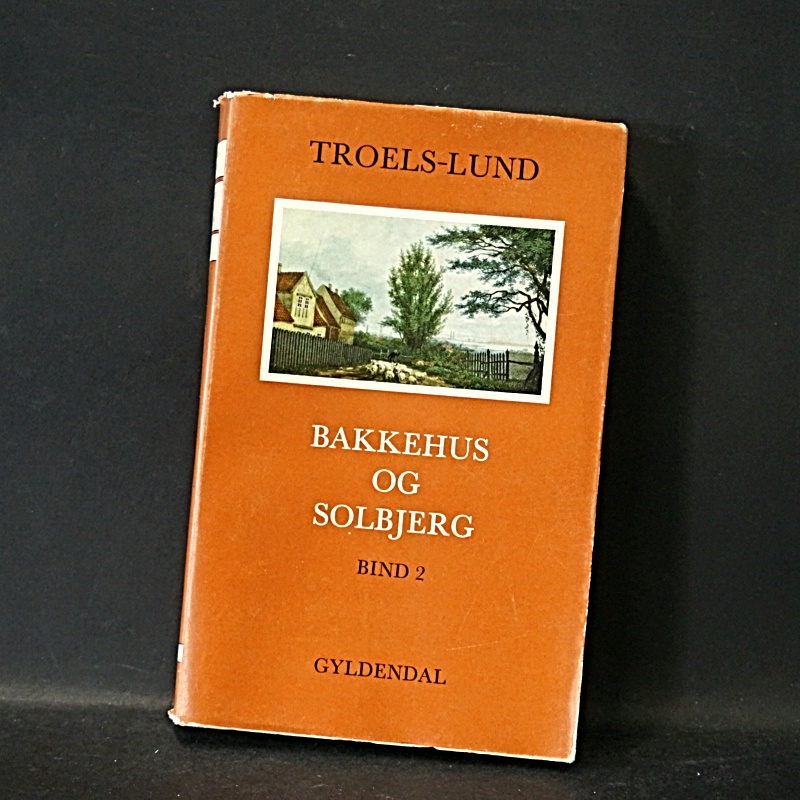 TROELS-LUND
BAKKEHUS
OG
SOLBJERG
BIND 2
GYLDENDAL